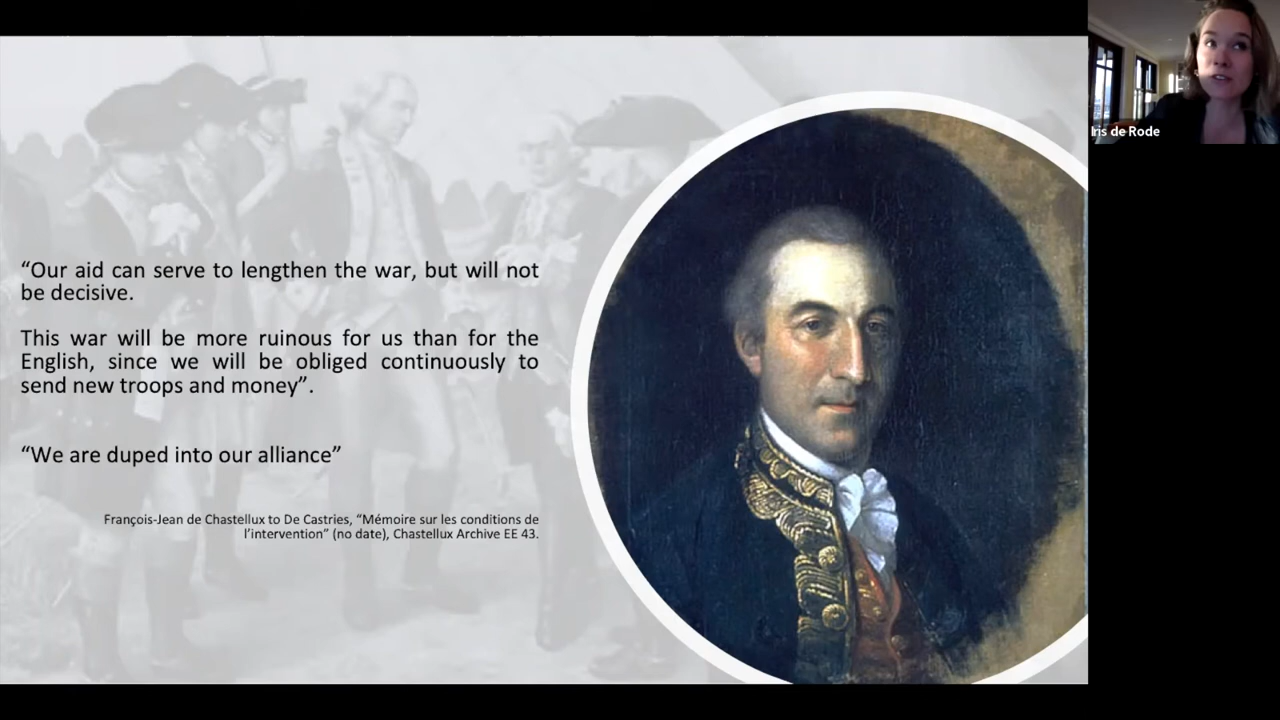 “Our aid can serve to lengthen the war, but will not
be decisive.
This war will be more ruinous for us than for the
English, since we will be obliged continuously to
send new troops and money”.
“We are duped into our alliance”
François-Jean de Chastellux to De Castries, “Mémoire sur les conditions de
l’intervention” (no date), Chastellux Archive EE 43.
Iris de Rode